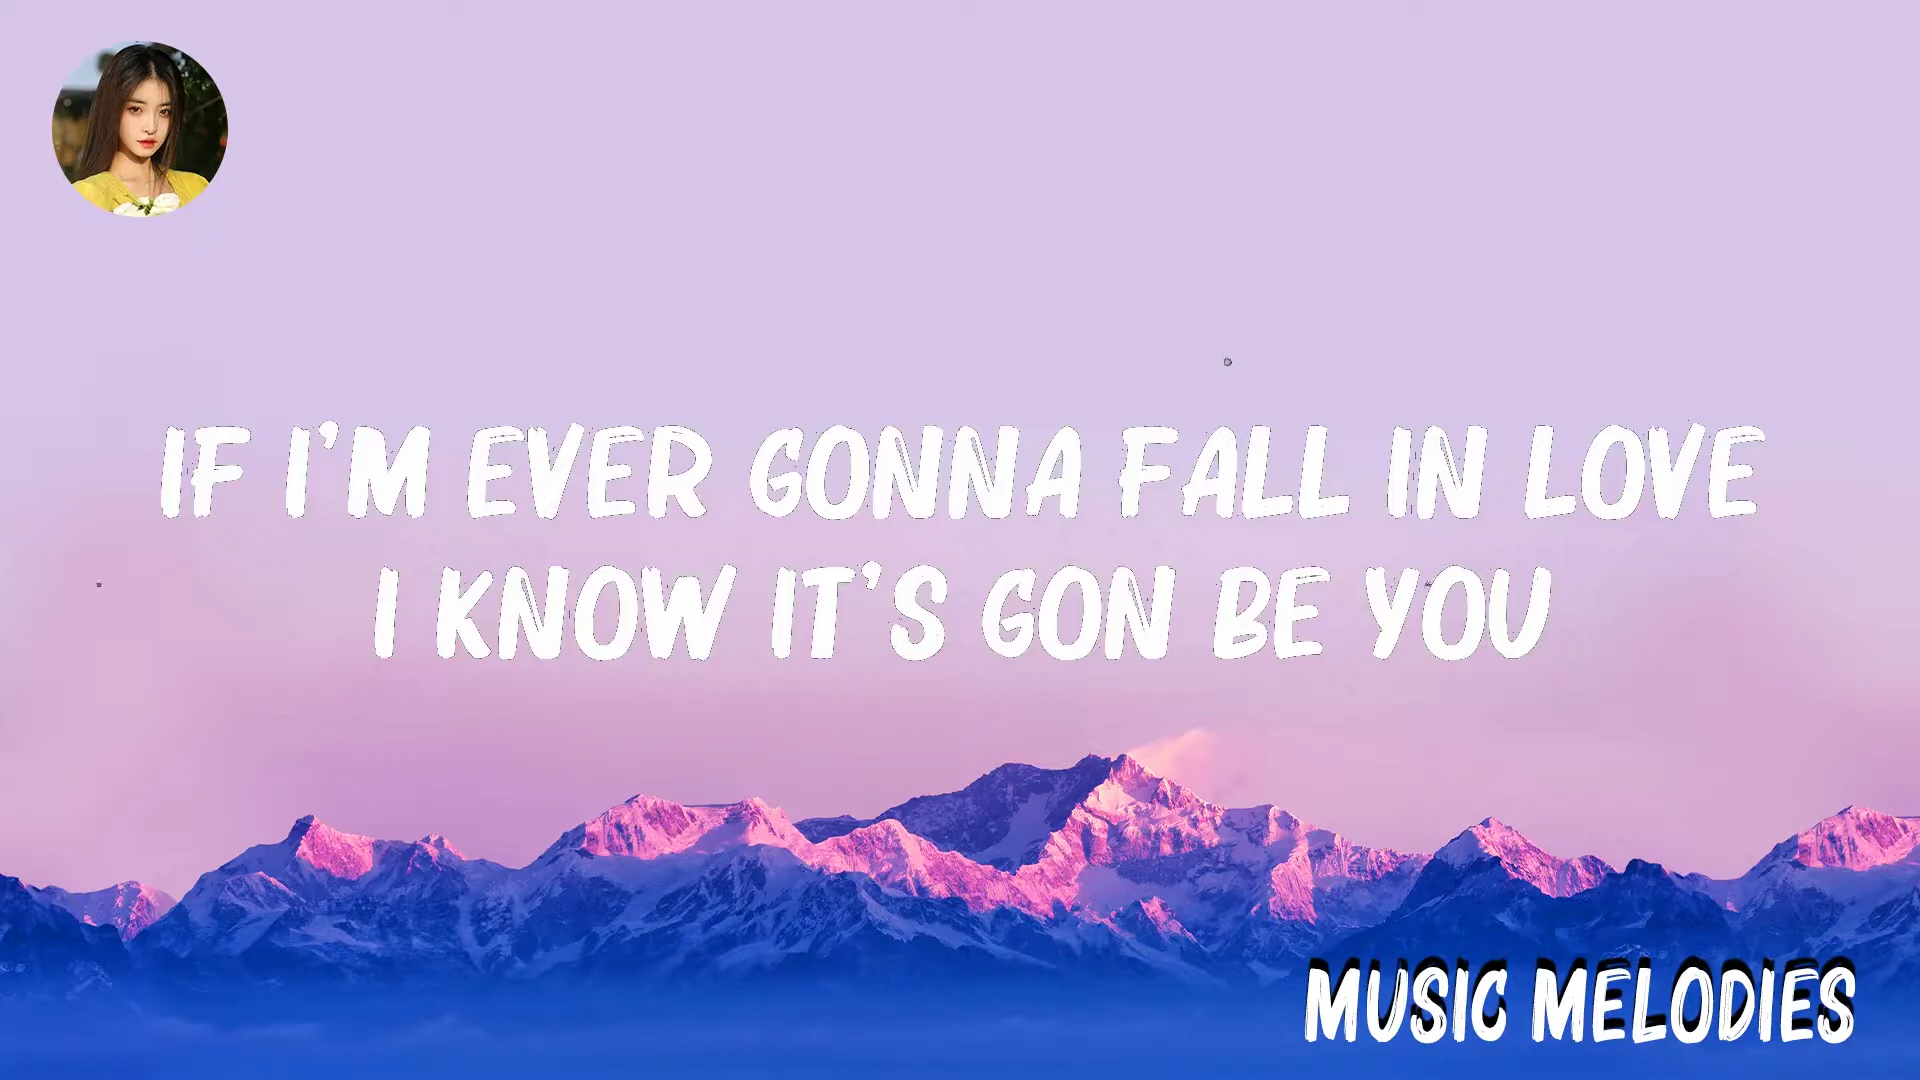 IF I'M EVER GONNA FALL IN LOVE
I KNOW IT'S GON BE YOU
MUSIC MELODIES